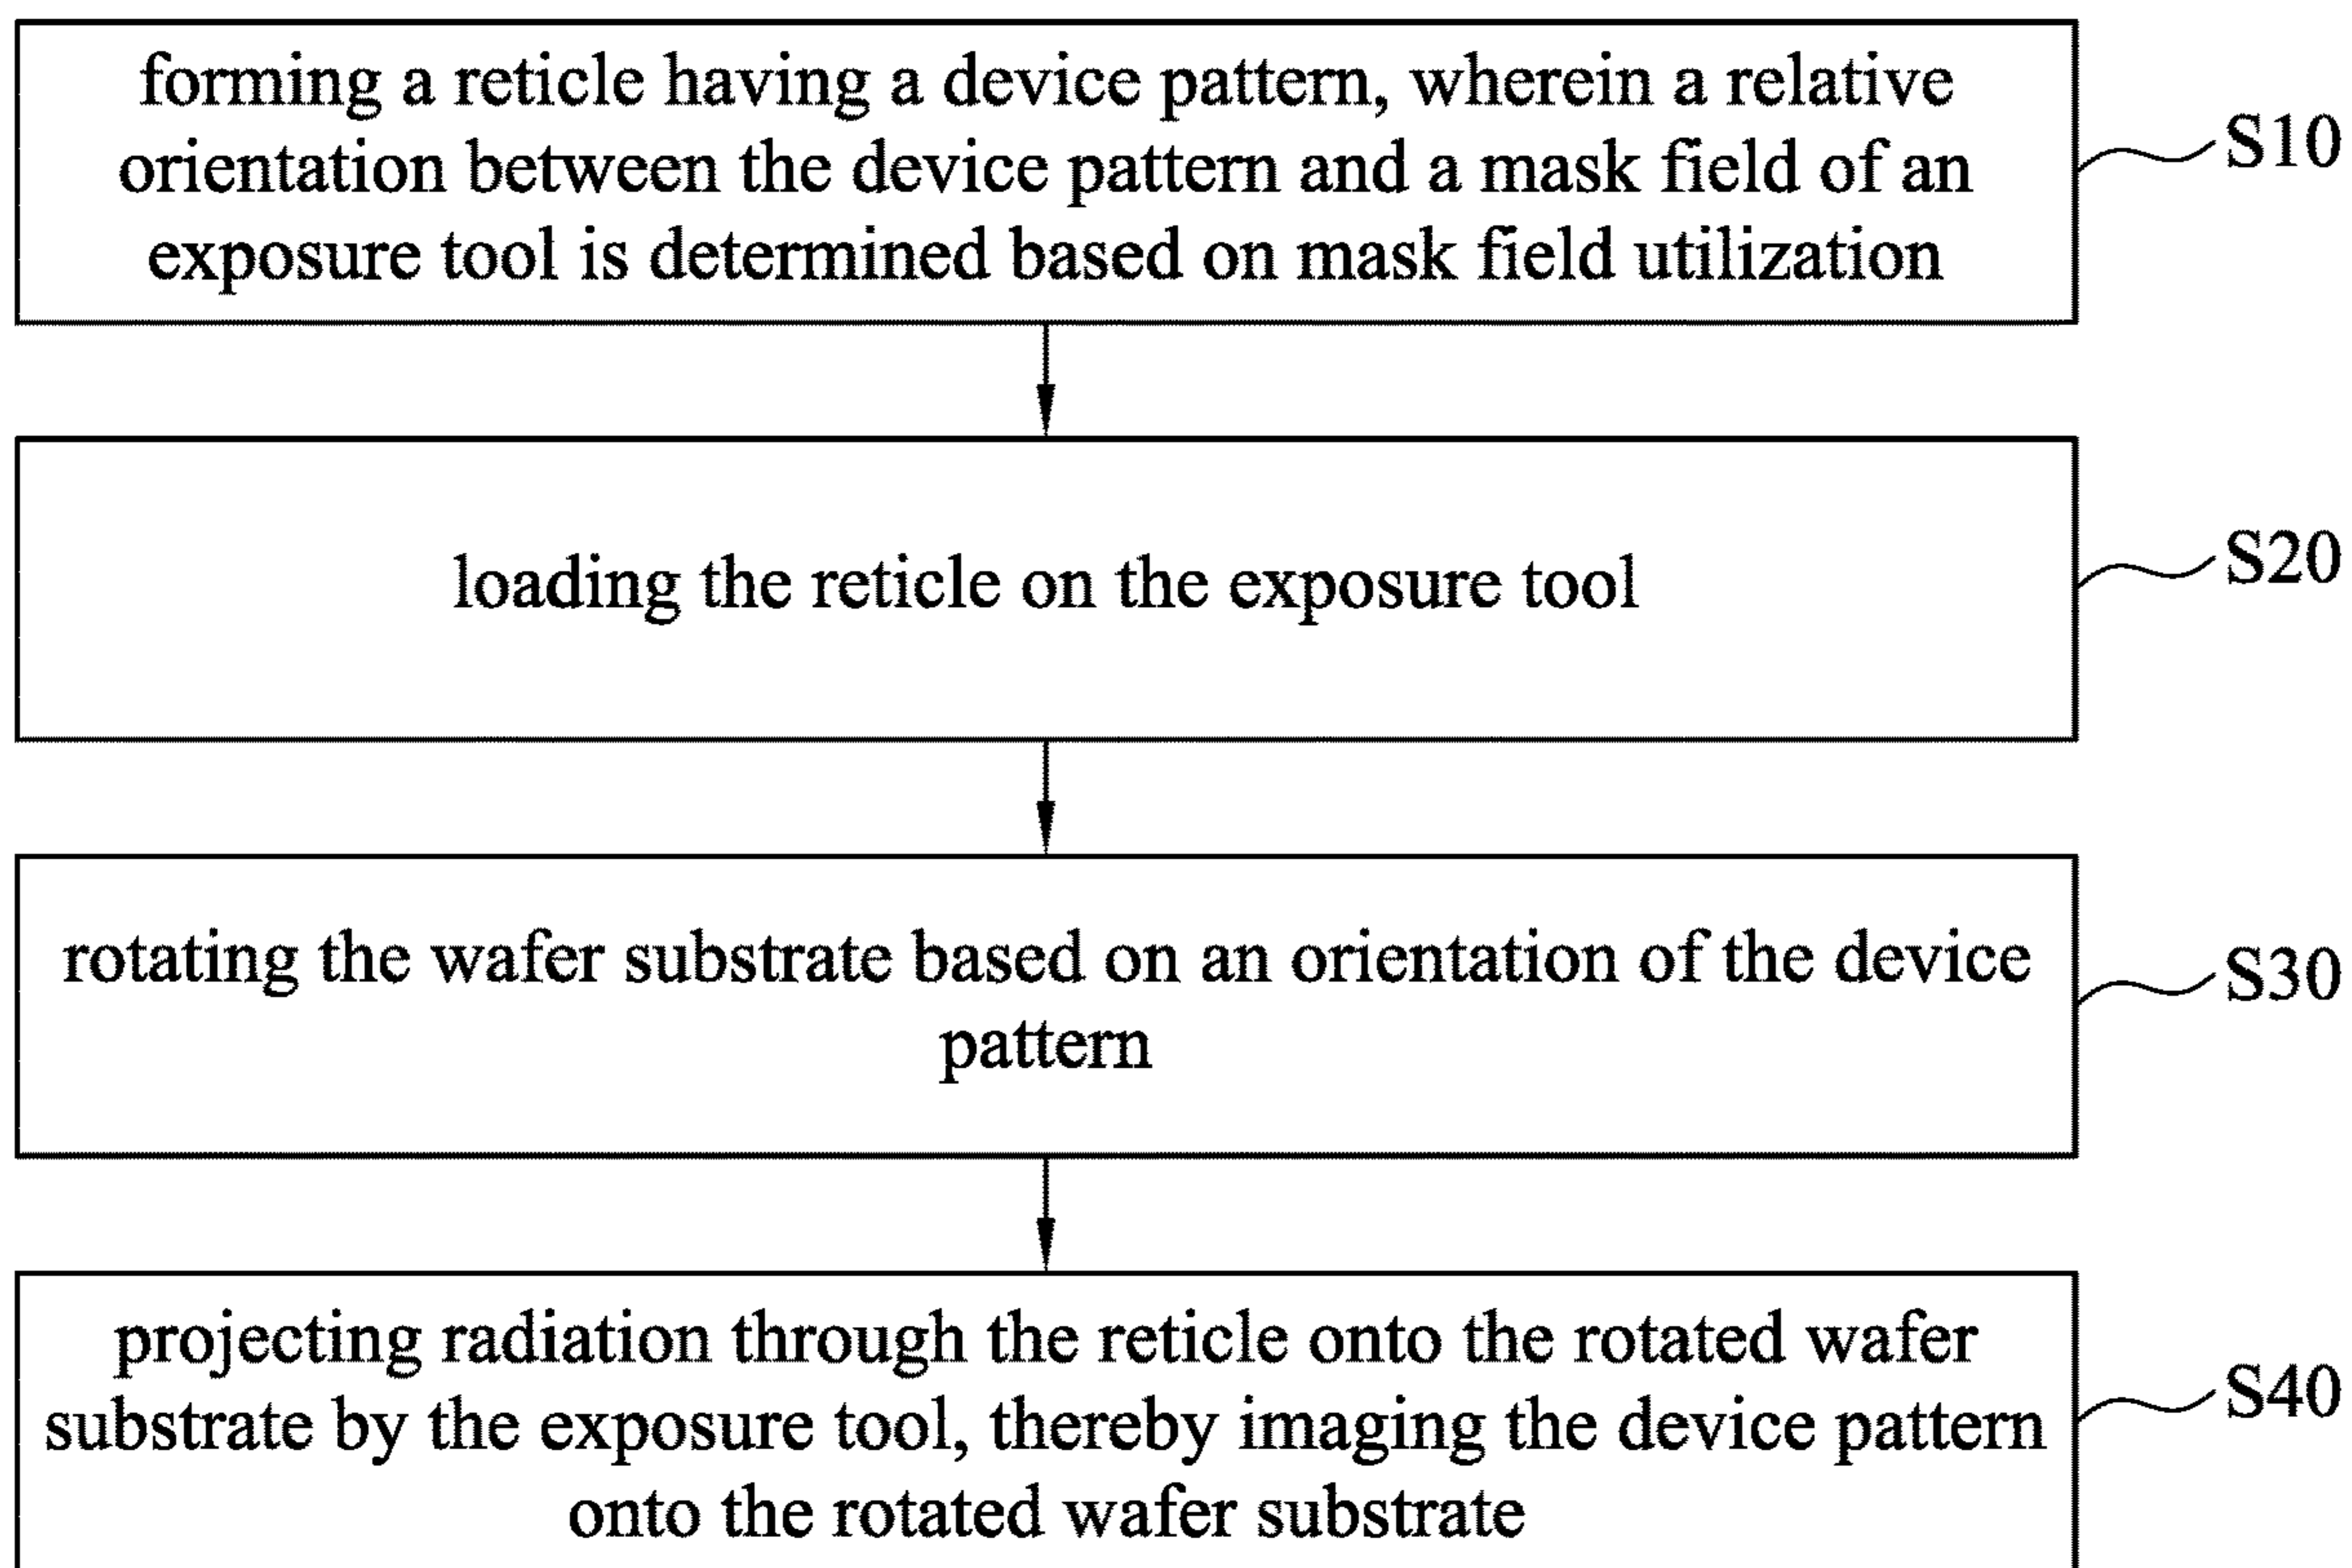 forming a reticle having a device pattern, wherein a relative
orientation between the device pattern and a mask field of an
exposure tool is determined based on mask field utilization
S10
loading the reticle on the exposure tool
S20
rotating the wafer substrate based on an orientation of the device
pattern
S30
projecting radiation through the reticle onto the rotated wafer
substrate by the exposure tool, thereby imaging the device pattern
onto the rotated wafer substrate
S40